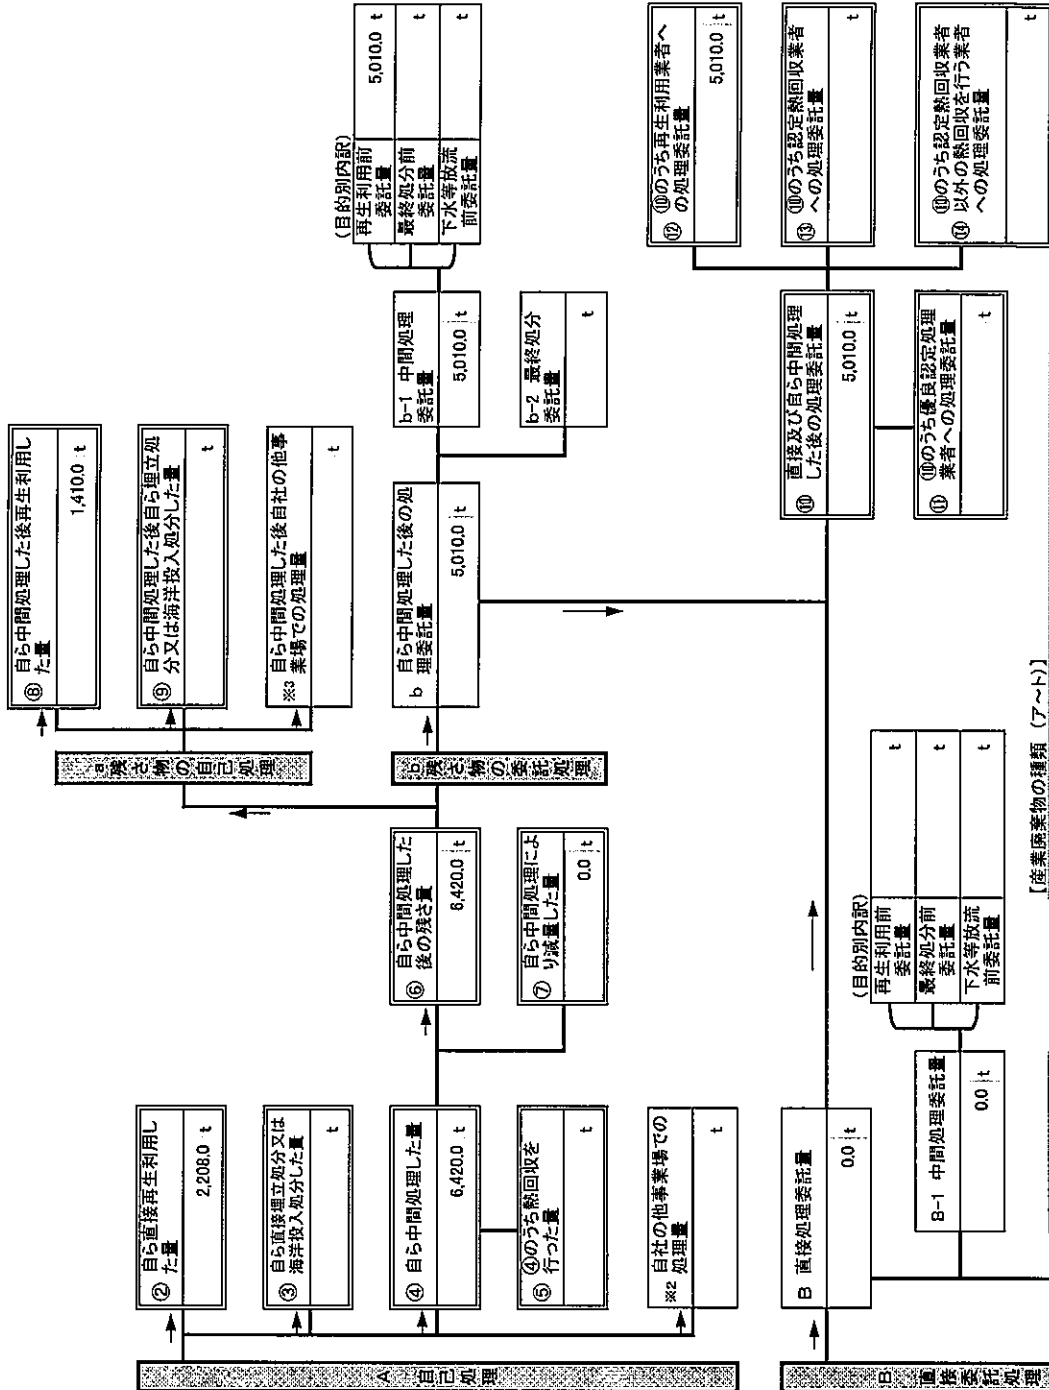 A 自己処理
② 自ら直接再生利用し
た量
2,208.0 t
③ 自ら直接埋立処分又は
海洋投入処分した量
t
④ 自ら中間処理した量
6,420.0 t
⑤ ④のうち熱回収を
行った量
t
※2 自社の他事業場での
処理量
t
⑥ 自ら中間処理した
後の残さ量
6,420.0 t
⑦ 自ら中間処理によ
り減量した量
0.0 t
a 残さ物の自己処理
⑧ 自ら中間処理した後再生利用し
た量
1,410.0 t
⑨ 自ら中間処理した後自ら埋立処
分又は海洋投入処分した量
t
※3 自ら中間処理した後自社の他事
業場での処理量
t
b 残さ物の委託処理
b 自ら中間処理した後の処
理委託量
5,010.0 t
b-1 中間処理
委託量
5,010.0 t
b-2 最終処分
委託量
t
(目的別内訳)
再生利用前
委託量
5,010.0 t
最終処分前
委託量
t
下水等放流
前委託量
t
B 直接委託処理
B 直接処理委託量
0.0 t
B-1 中間処理委託量
0.0 t
(目的別内訳)
再生利用前
委託量
t
最終処分前
委託量
t
下水等放流
前委託量
t
⑩ 直接及び自ら中間処理
した後の処理委託量
5,010.0 t
⑪ ⑩のうち優良認定処理
業者への処理委託量
t
⑫ ⑩のうち再生利用業者へ
の処理委託量
5,010.0 t
⑬ ⑩のうち認定熱回収業者
への処理委託量
t
⑭ ⑩のうち認定熱回収業者
以外の熱回収を行う業者
への処理委託量
t
【産業廃棄物の種類 (ア～ト)】